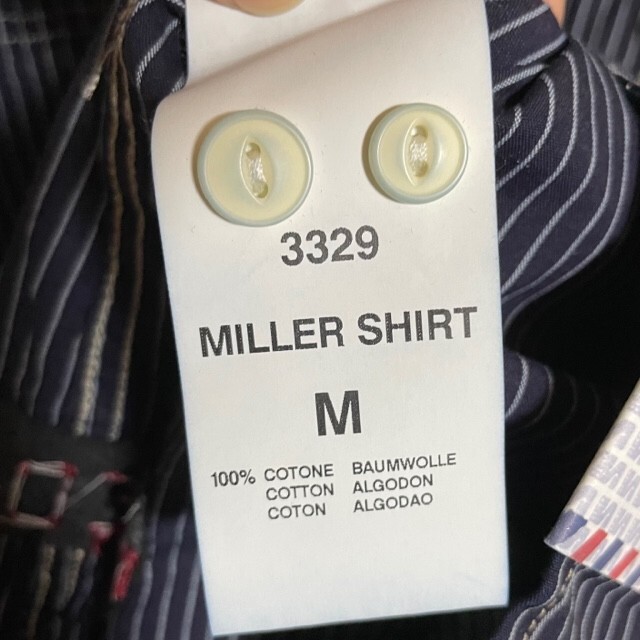 3329
MILLER SHIRT
M
100% COTONE BAUMWOLLE
COTTON ALGODON
COTON ALGODAO